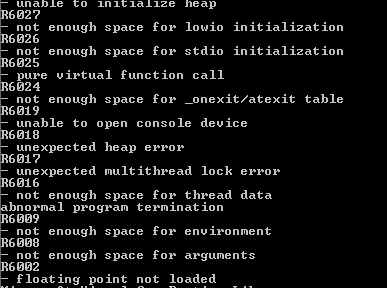 - unable to initialize heap
R6027
- not enough space for lowio initialization
R6026
- not enough space for stdio initialization
R6025
- pure virtual function call
R6024
- not enough space for _onexit/atexit table
R6019
- unable to open console device
R6018
- unexpected heap error
R6017
- unexpected multithread lock error
R6016
- not enough space for thread data
abnormal program termination
R6009
- not enough space for environment
R6008
- not enough space for arguments
R6002
- floating point not loaded